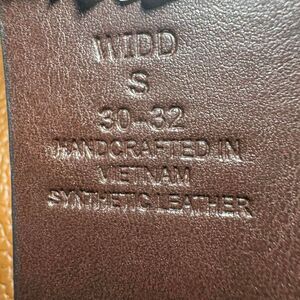 WIDD
S
30-32
HANDCRAFTED IN
VIETNAM
SYNTHETIC LEATHER